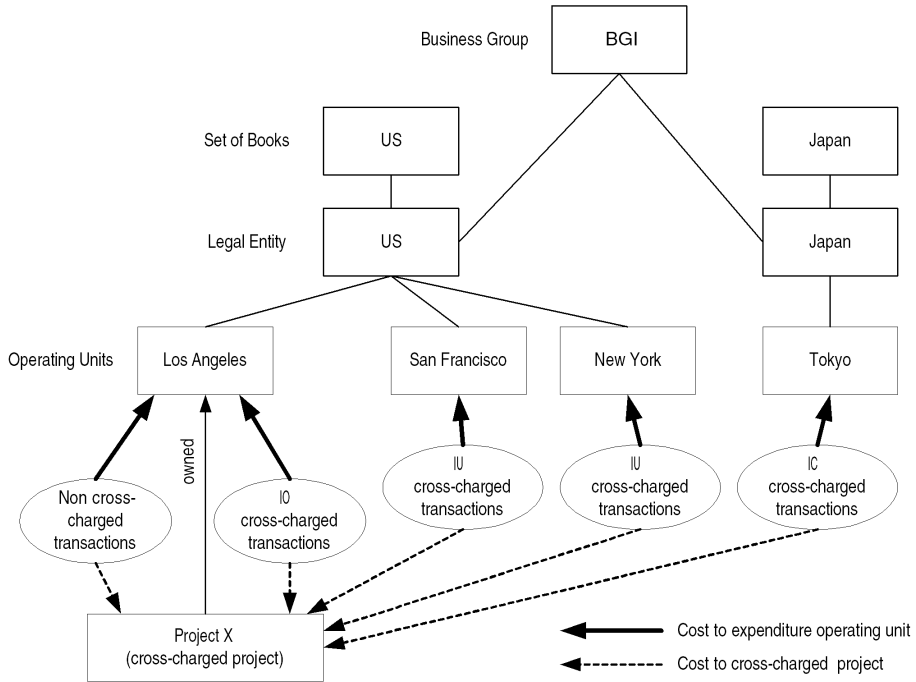 Business Group
BGI
Set of Books
US
Japan
Legal Entity
US
Japan
Operating Units
Los Angeles
San Francisco
New York
Tokyo
owned
Non cross-
charged
transactions
IO
cross-charged
transactions
IU
cross-charged
transactions
IU
cross-charged
transactions
IC
cross-charged
transactions
Project X
(cross-charged project)
Cost to expenditure operating unit
Cost to cross-charged project